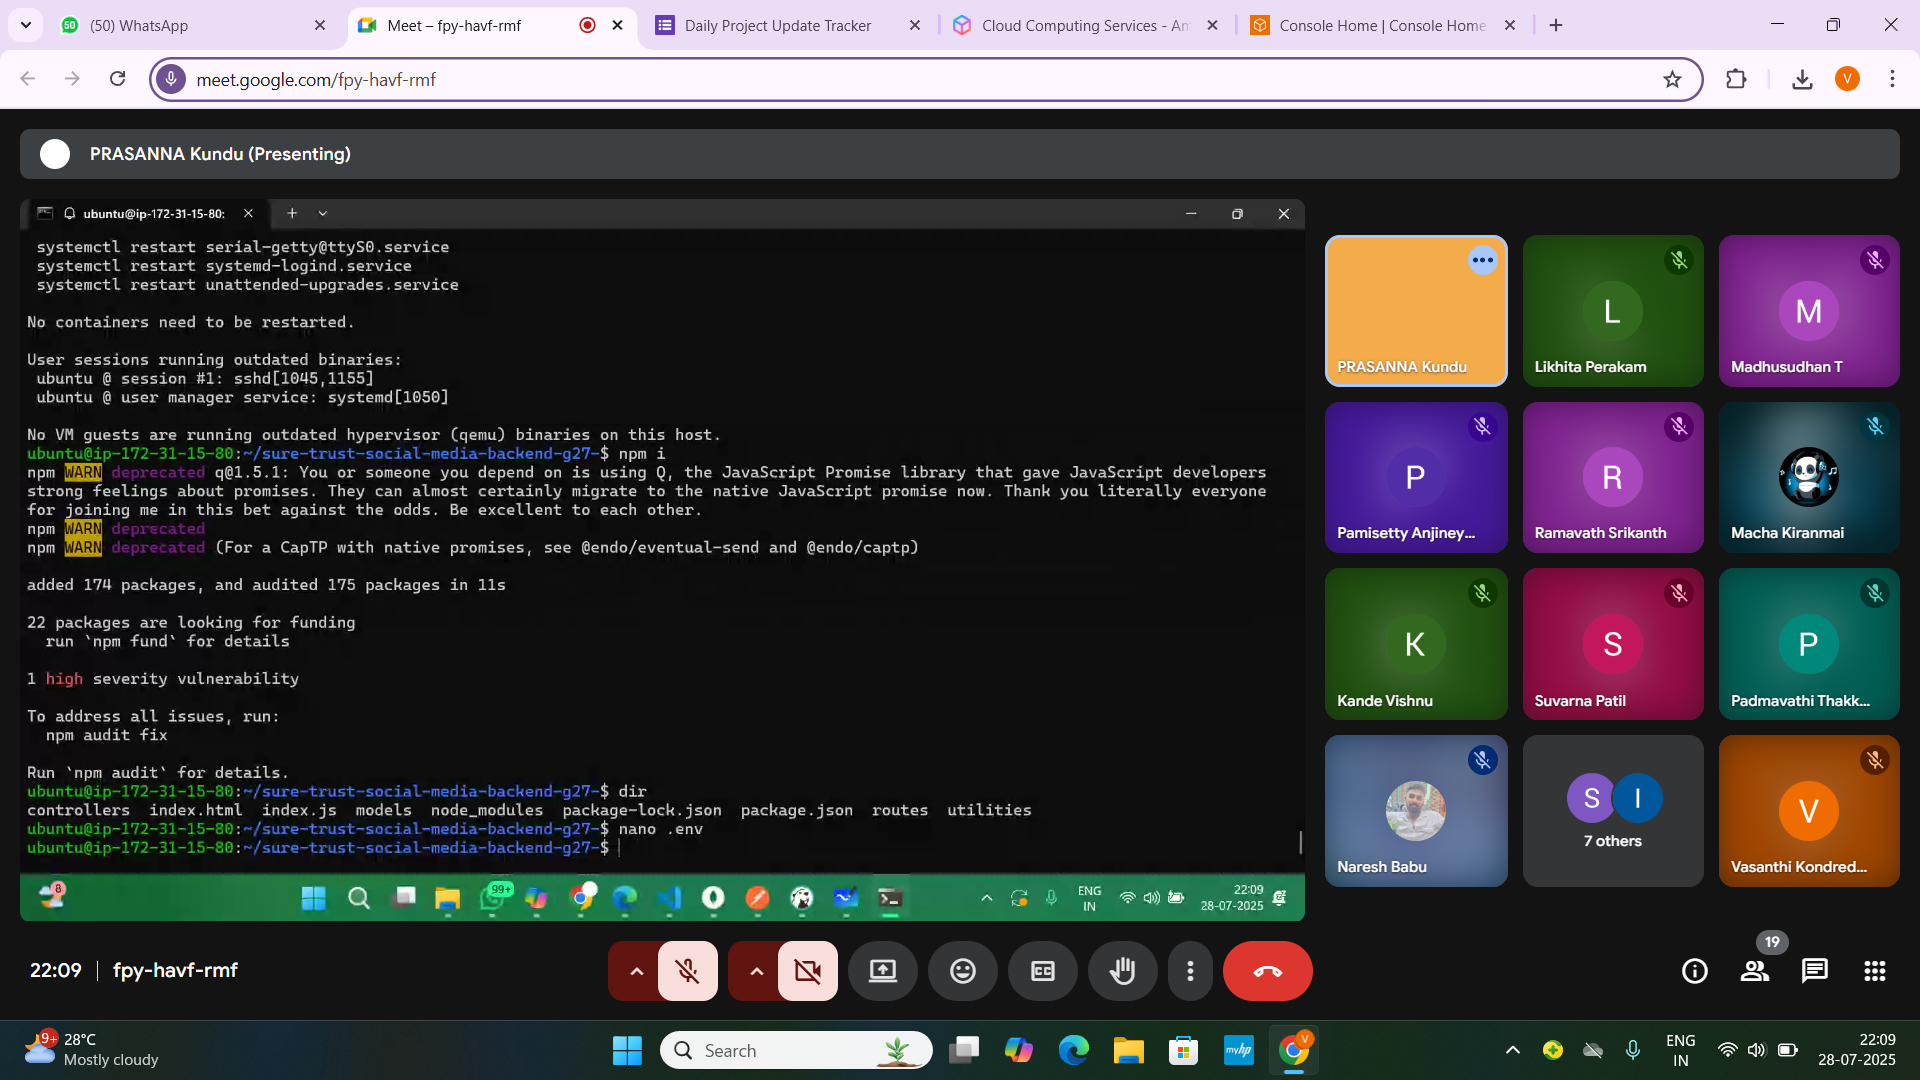 (50) WhatsApp
Meet – fpy-havf-rmf
Daily Project Update Tracker
Cloud Computing Services - Am
Console Home | Console Home
meet.google.com/fpy-havf-rmf
V
PRASANNA Kundu (Presenting)
ubuntu@ip-172-31-15-80:
systemctl restart serial-getty@ttyS0.service
systemctl restart systemd-logind.service
systemctl restart unattended-upgrades.service
No containers need to be restarted.
User sessions running outdated binaries:
ubuntu @ session #1: sshd[1045,1155]
ubuntu @ user manager service: systemd[1050]
No VM guests are running outdated hypervisor (qemu) binaries on this host.
ubuntu@ip-172-31-15-80:~/sure-trust-social-media-backend-g27-$ npm i
npm WARN deprecated q@1.5.1: You or someone you depend on is using Q, the JavaScript Promise library that gave JavaScript developers
strong feelings about promises. They can almost certainly migrate to the native JavaScript promise now. Thank you literally everyone
for joining me in this bet against the odds. Be excellent to each other.
npm WARN deprecated
npm WARN deprecated (For a CapTP with native promises, see @endo/eventual-send and @endo/captp)
added 174 packages, and audited 175 packages in 11s
22 packages are looking for funding
run `npm fund` for details
1 high severity vulnerability
To address all issues, run:
npm audit fix
Run `npm audit` for details.
ubuntu@ip-172-31-15-80:~/sure-trust-social-media-backend-g27-$ dir
controllers index.html index.js models node_modules package-lock.json package.json routes utilities
ubuntu@ip-172-31-15-80:~/sure-trust-social-media-backend-g27-$ nano .env
ubuntu@ip-172-31-15-80:~/sure-trust-social-media-backend-g27-$
8
99+
ENG
IN
22:09
28-07-2025
PRASANNA Kundu
L
Likhita Perakam
M
Madhusudhan T
P
Pamisetty Anjiney...
R
Ramavath Srikanth
Macha Kiranmai
K
Kande Vishnu
S
Suvarna Patil
P
Padmavathi Thakk...
Naresh Babu
S I
7 others
V
Vasanthi Kondred...
22:09 | fpy-havf-rmf
CC
19
9+
28°C
Mostly cloudy
Search
myhp
V
ENG
IN
22:09
28-07-2025